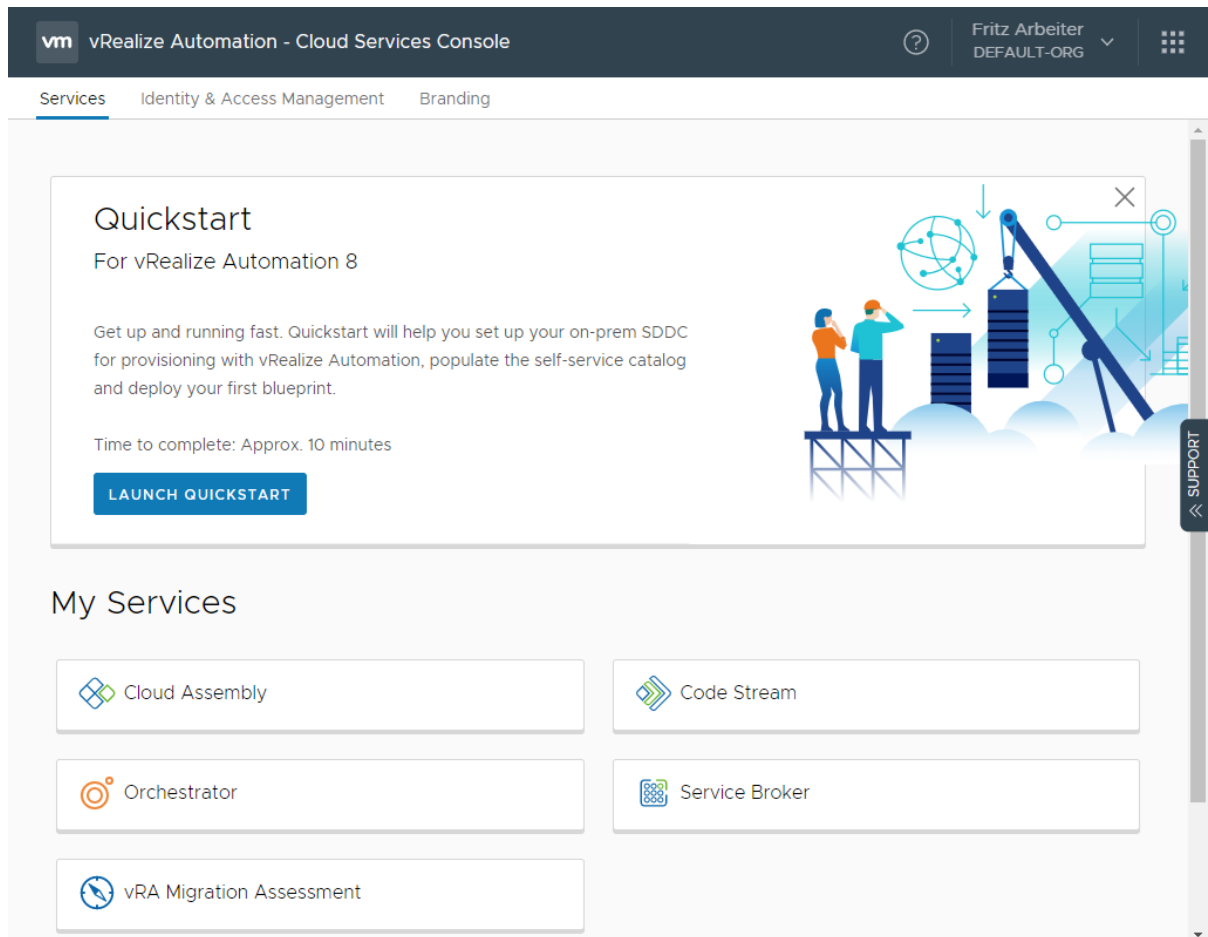 vm vRealize Automation - Cloud Services Console
Fritz Arbeiter
DEFAULT-ORG
Services Identity & Access Management Branding
Quickstart
For vRealize Automation 8
Get up and running fast. Quickstart will help you set up your on-prem SDDC
for provisioning with vRealize Automation, populate the self-service catalog
and deploy your first blueprint.
Time to complete: Approx. 10 minutes
LAUNCH QUICKSTART
SUPPORT
My Services
Cloud Assembly
Code Stream
Orchestrator
Service Broker
vRA Migration Assessment